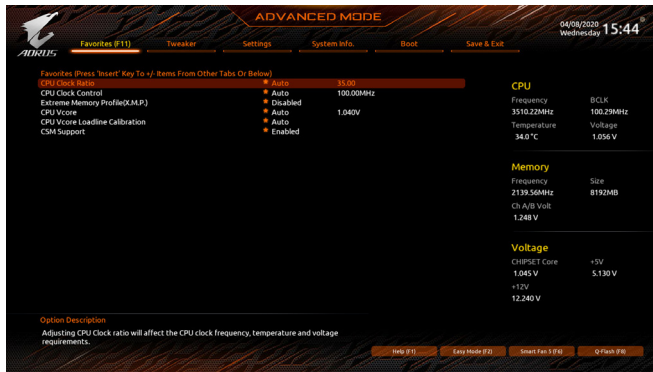 ADVANCED MODE
04/08/2020
Wednesday
15:44
AORUS
Favorites (F11) Tweaker Settings System Info. Boot Save & Exit
Favorites (Press 'Insert' Key To +/- Items From Other Tabs Or Below)
CPU Clock Ratio Auto 35.00
CPU Clock Control Auto 100.00MHz
Extreme Memory Profile(X.M.P.) Disabled
CPU Vcore Auto 1.040V
CPU Vcore Loadline Calibration Auto
CSM Support Enabled
CPU
Frequency BCLK
3510.22MHz 100.29MHz
Temperature Voltage
34.0 °C 1.056 V
Memory
Frequency Size
2139.56MHz 8192MB
Ch A/B Volt
1.248 V
Voltage
CHIPSET Core +5V
1.045 V 5.130 V
+12V
12.240 V
Option Description
Adjusting CPU Clock ratio will affect the CPU clock frequency, temperature and voltage
requirements.
Help (F1) Easy Mode (F2) Smart Fan 5 (F6) Q-Flash (F8)